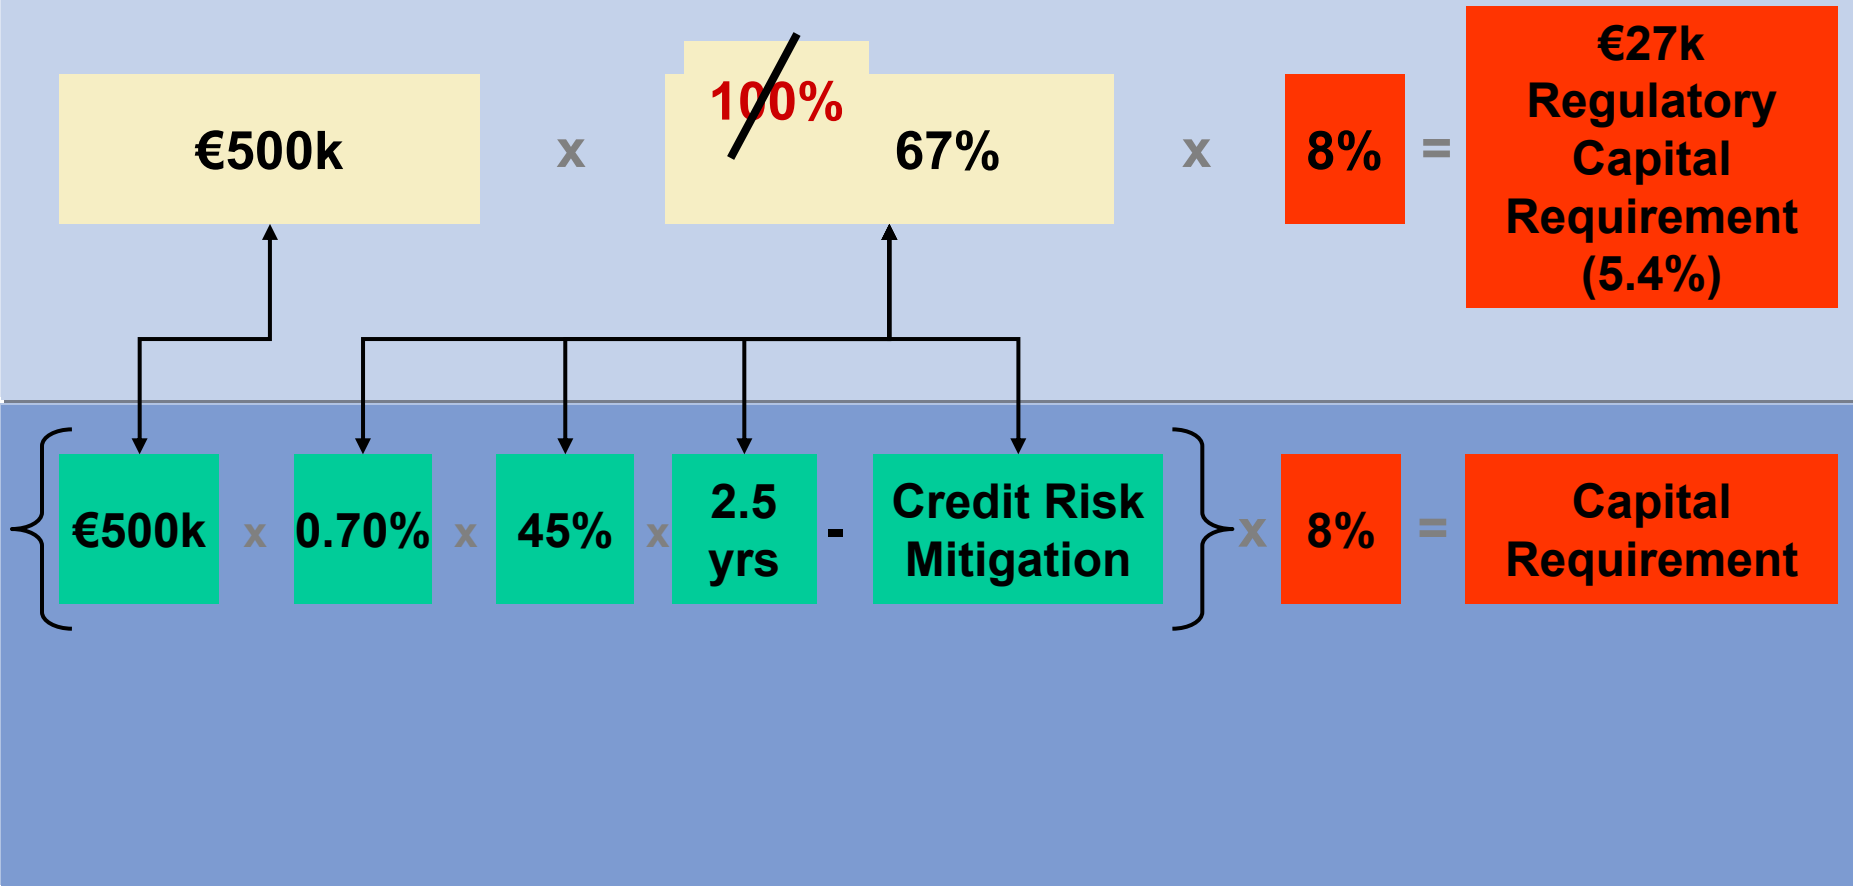 €500k
x
100%
67%
x
8%
=
€27k
Regulatory
Capital
Requirement
(5.4%)
€500k
x
0.70%
x
45%
x
2.5
yrs
-
Credit Risk
Mitigation
x
8%
=
Capital
Requirement